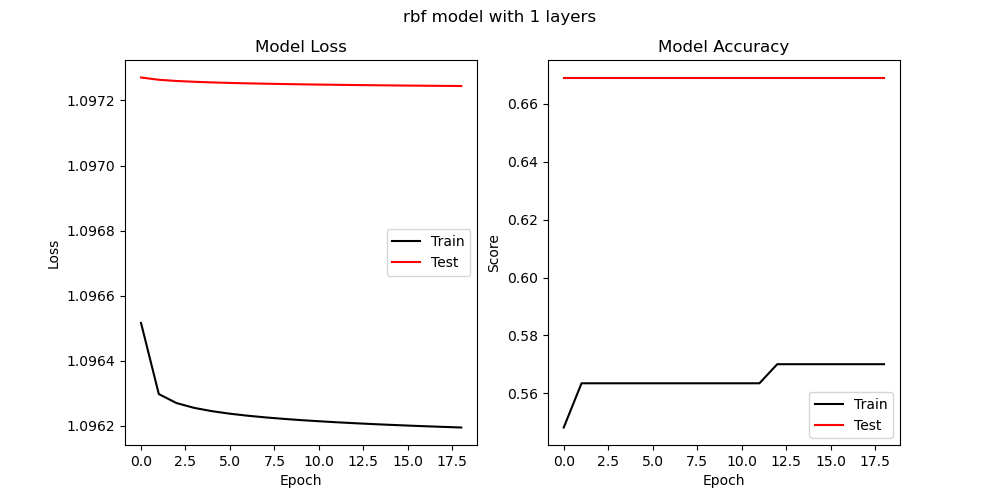 rbf model with 1 layers
Model Loss
Loss
1.0972
1.0970
1.0968
1.0966
1.0964
1.0962
0.0 2.5 5.0 7.5 10.0 12.5 15.0 17.5
Epoch
Train
Test
Model Accuracy
Score
0.66
0.64
0.62
0.60
0.58
0.56
0.0 2.5 5.0 7.5 10.0 12.5 15.0 17.5
Epoch
Train
Test